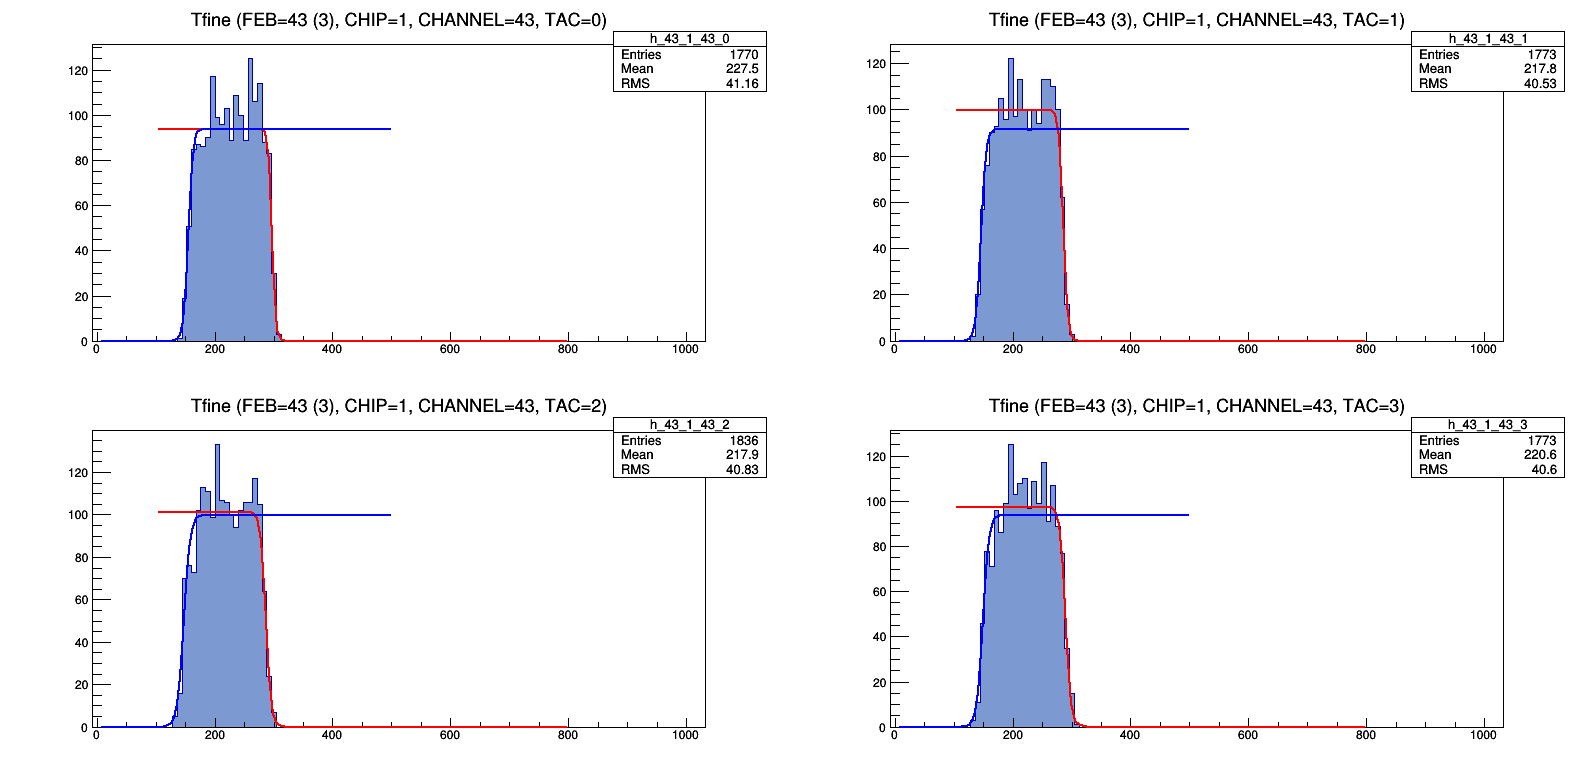 Tfine (FEB=43 (3), CHIP=1, CHANNEL=43, TAC=0)
h_43_1_43_0
Entries 1770
Mean 227.5
RMS 41.16
120
100
80
60
40
20
0
0 200 400 600 800 1000
Tfine (FEB=43 (3), CHIP=1, CHANNEL=43, TAC=1)
h_43_1_43_1
Entries 1773
Mean 217.8
RMS 40.53
120
100
80
60
40
20
0
0 200 400 600 800 1000
Tfine (FEB=43 (3), CHIP=1, CHANNEL=43, TAC=2)
h_43_1_43_2
Entries 1836
Mean 217.9
RMS 40.83
120
100
80
60
40
20
0
0 200 400 600 800 1000
Tfine (FEB=43 (3), CHIP=1, CHANNEL=43, TAC=3)
h_43_1_43_3
Entries 1773
Mean 220.6
RMS 40.6
120
100
80
60
40
20
0
0 200 400 600 800 1000